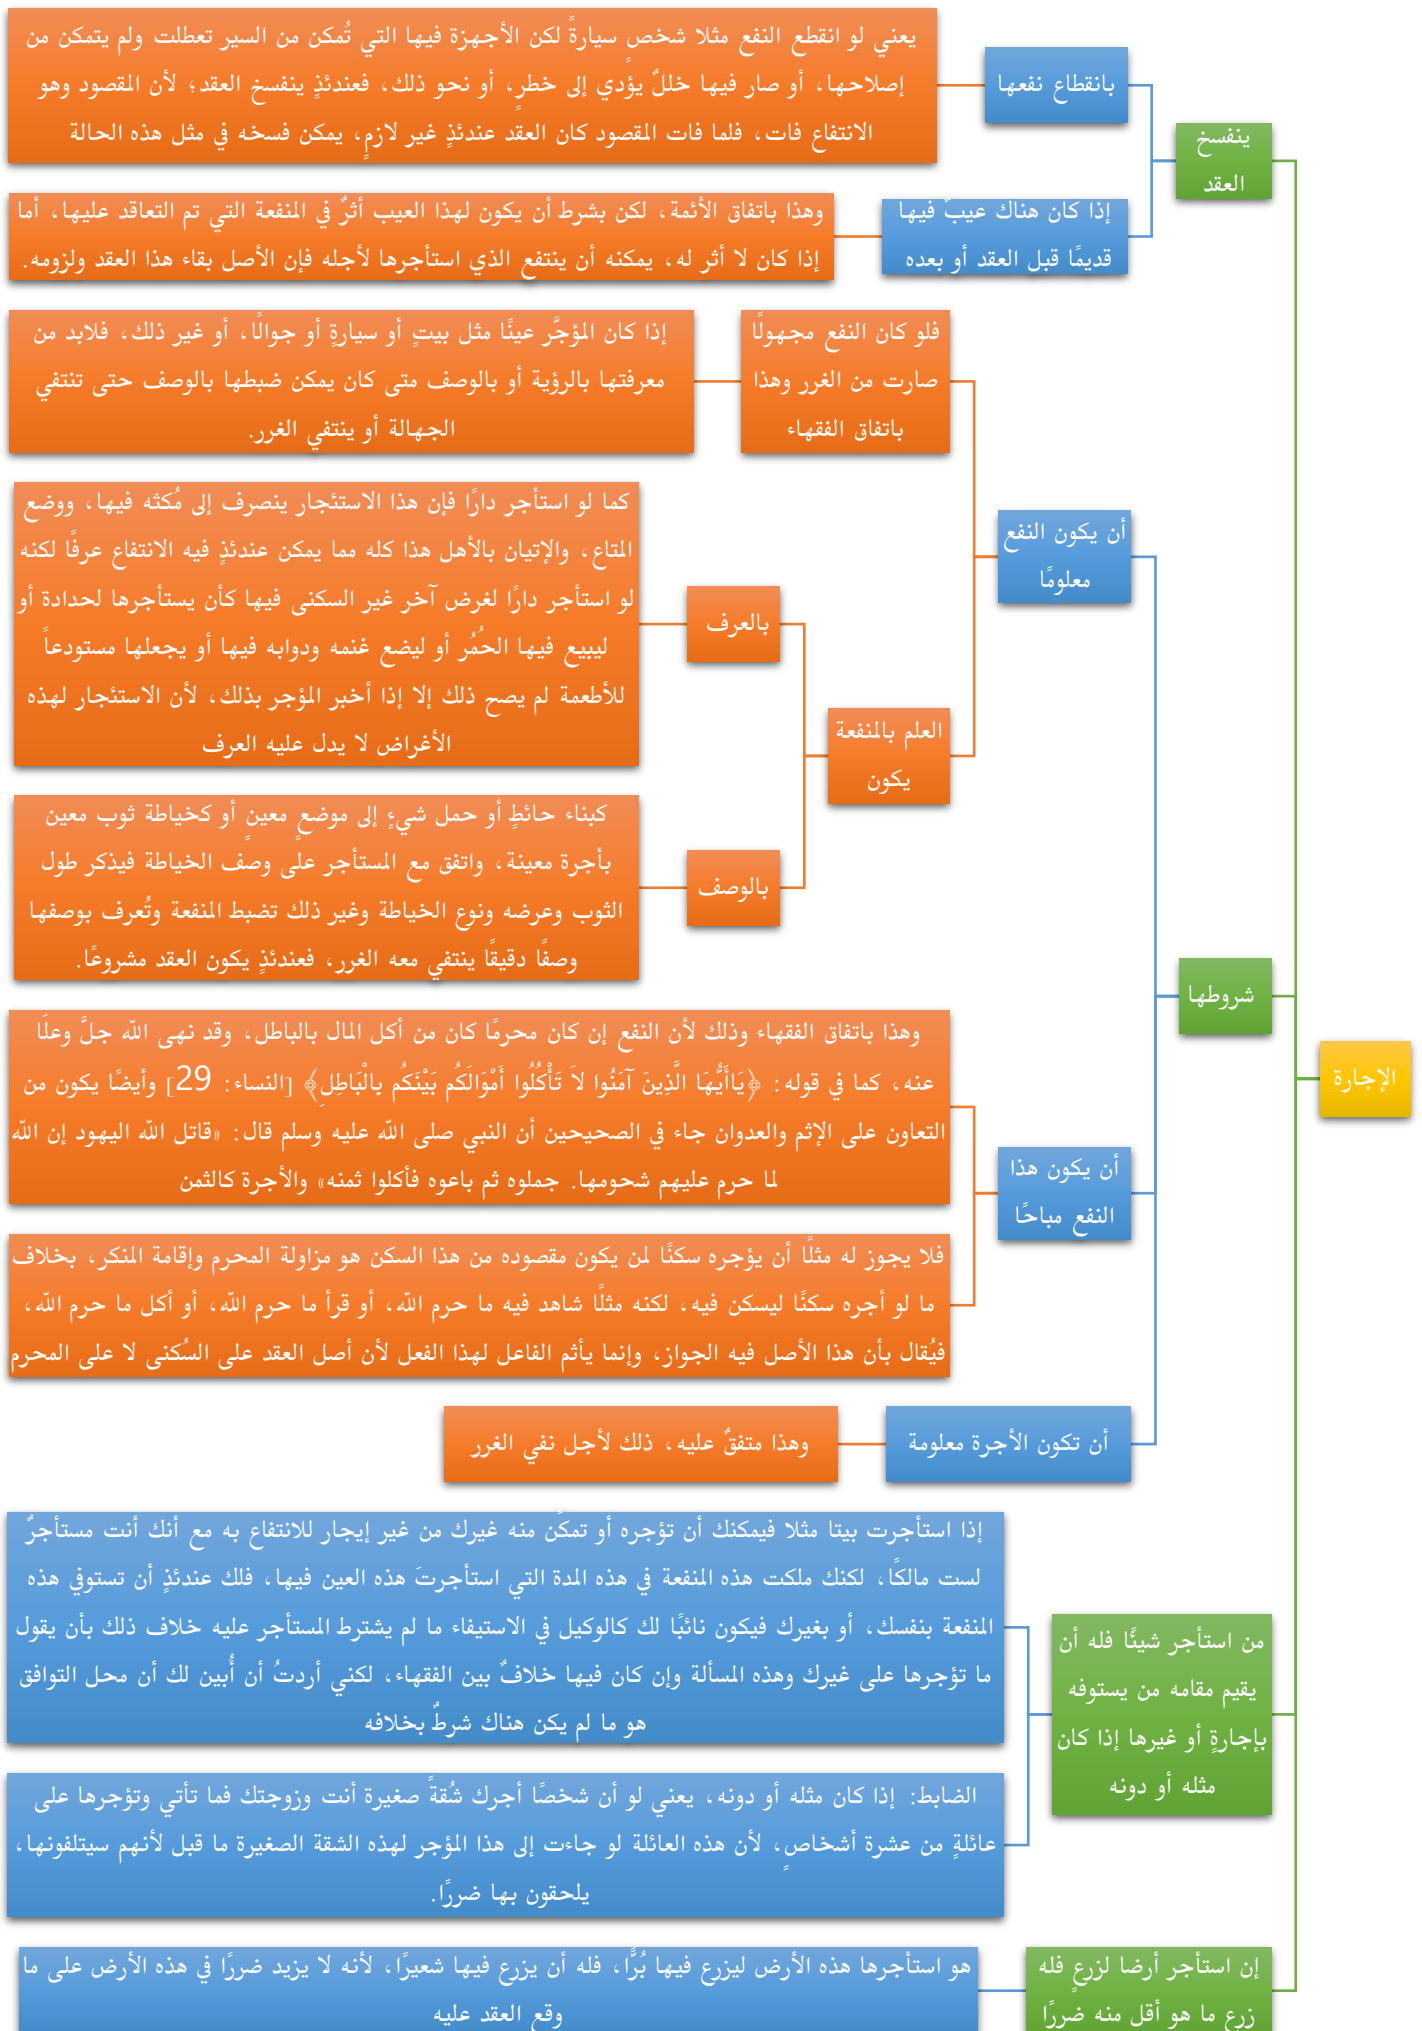 الإجارة
ينفسخ
العقد
بانقطاع نفعها
يعني لو انقطع النفع مثلا شخصٍ سيارةً لكن الأجهزة فيها التي تُمكن من السير تعطلت ولم يتمكن من
إصلاحها، أو صار فيها خللٌ يؤدي إلى خطرٍ، أو نحو ذلك، فعندئذٍ ينفسخ العقد؛ لأن المقصود وهو
الانتفاع فات، فلما فات المقصود كان العقد عندئذٍ غير لازمٍ، يمكن فسخه في مثل هذه الحالة
إذا كان هناك عيبٌ فيها
قديمًا قبل العقد أو بعده
وهذا باتفاق الأئمة، لكن بشرط أن يكون لهذا العيب أثرٌ في المنفعة التي تم التعاقد عليها، أما
إذا كان لا أثر له، يمكنه أن ينتفع الذي استأجرها لأجله فإن الأصل بقاء هذا العقد ولزومه.
شروطها
أن يكون النفع
معلومًا
فلو كان النفع مجهولًا
صارت من الغرر وهذا
باتفاق الفقهاء
إذا كان المؤجَّر عينًا مثل بيتٍ أو سيارةٍ أو جوالًا، أو غير ذلك، فلابد من
معرفتها بالرؤية أو بالوصف متى كان يمكن ضبطها بالوصف حتى تنتفي
الجهالة أو ينتفي الغرر.
العلم بالمنفعة
يكون
بالعرف
كما لو استأجر دارًا فإن هذا الاستئجار ينصرف إلى مُكثه فيها، ووضع
المتاع، والإتيان بالأهل هذا كله مما يمكن عندئذٍ فيه الانتفاع عرفًا لكنه
لو استأجر دارًا لغرض آخر غير السكنى فيها كأن يستأجرها لحدادة أو
ليبيع فيها الحُمُر أو ليضع غنمه ودوابه فيها أو يجعلها مستودعاً
للأطعمة لم يصح ذلك إلا إذا أخبر المؤجر بذلك، لأن الاستئجار لهذه
الأغراض لا يدل عليه العرف
بالوصف
كبناء حائطٍ أو حمل شيءٍ إلى موضعٍ معينٍ أو كخياطة ثوب معين
بأجرة معينة، واتفق مع المستأجر على وصف الخياطة فيذكر طول
الثوب وعرضه ونوع الخياطة وغير ذلك تضبط المنفعة وتُعرف بوصفها
وصفًا دقيقًا ينتفي معه الغرر، فعندئذٍ يكون العقد مشروعًا.
أن يكون هذا
النفع مباحًا
وهذا باتفاق الفقهاء وذلك لأن النفع إن كان محرمًا كان من أكل المال بالباطل، وقد نهى الله جلَّ وعلَا
عنه، كما في قوله: ﴿يَاأَيُّهَا الَّذِينَ آمَنُوا لاَ تَأْكُلُوا أَمْوَالَكُم بَيْنَكُم بِالْبَاطِلِ﴾ [النساء: 29] وأيضًا يكون من
التعاون على الإثم والعدوان جاء في الصحيحين أن النبي صلى الله عليه وسلم قال: «قاتل الله اليهود إن الله
لما حرم عليهم شحومها. جملوه ثم باعوه فأكلوا ثمنه» والأجرة كالثمن
فلا يجوز له مثلًا أن يؤجره سكنًا لمن يكون مقصوده من هذا السكن هو مزاولة المحرم وإقامة المنكر، بخلاف
ما لو أجره سكنًا ليسكن فيه، لكنه مثلًا شاهد فيه ما حرم الله، أو قرأ ما حرم الله، أو أكل ما حرم الله،
فيُقال بأن هذا الأصل فيه الجواز، وإنما يأثم الفاعل لهذا الفعل لأن أصل العقد على السُكنى لا على المحرم
أن تكون الأجرة معلومة
وهذا متفقٌ عليه، ذلك لأجل نفي الغرر
من استأجر شيئًا فله أن
يقيم مقامه من يستوفه
بإجارةٍ أو غيرها إذا كان
مثله أو دونه
إذا استأجرت بيتا مثلا فيمكنك أن تؤجره أو تمكَن منه غيرك من غير إيجار للانتفاع به مع أنك أنت مستأجرٌ
لست مالكًا، لكنك ملكت هذه المنفعة في هذه المدة التي استأجرتَ هذه العين فيها، فلك عندئذٍ أن تستوفي هذه
المنفعة بنفسك، أو بغيرك فيكون نائبًا لك كالوكيل في الاستيفاء ما لم يشترط المستأجر عليه خلاف ذلك بأن يقول
ما تؤجرها على غيرك وهذه المسألة وإن كان فيها خلافٌ بين الفقهاء، لكني أردتُ أن أُبين لك أن محل التوافق
هو ما لم يكن هناك شرطٌ بخلافه
الضابط: إذا كان مثله أو دونه، يعني لو أن شخصًا أجرك شُقةً صغيرة أنت وزوجتك فما تأتي وتؤجرها على
عائلةٍ من عشرة أشخاصٍ، لأن هذه العائلة لو جاءت إلى هذا المؤجر لهذه الشقة الصغيرة ما قبل لأنهم سيتلفونها،
يلحقون بها ضررًا.
إن استأجر أرضا لزرعٍ فله
زرع ما هو أقل منه ضررًا
هو استأجرها هذه الأرض ليزرع فيها بُرًّا، فله أن يزرع فيها شعيرًا، لأنه لا يزيد ضررًا في هذه الأرض على ما
وقع العقد عليه